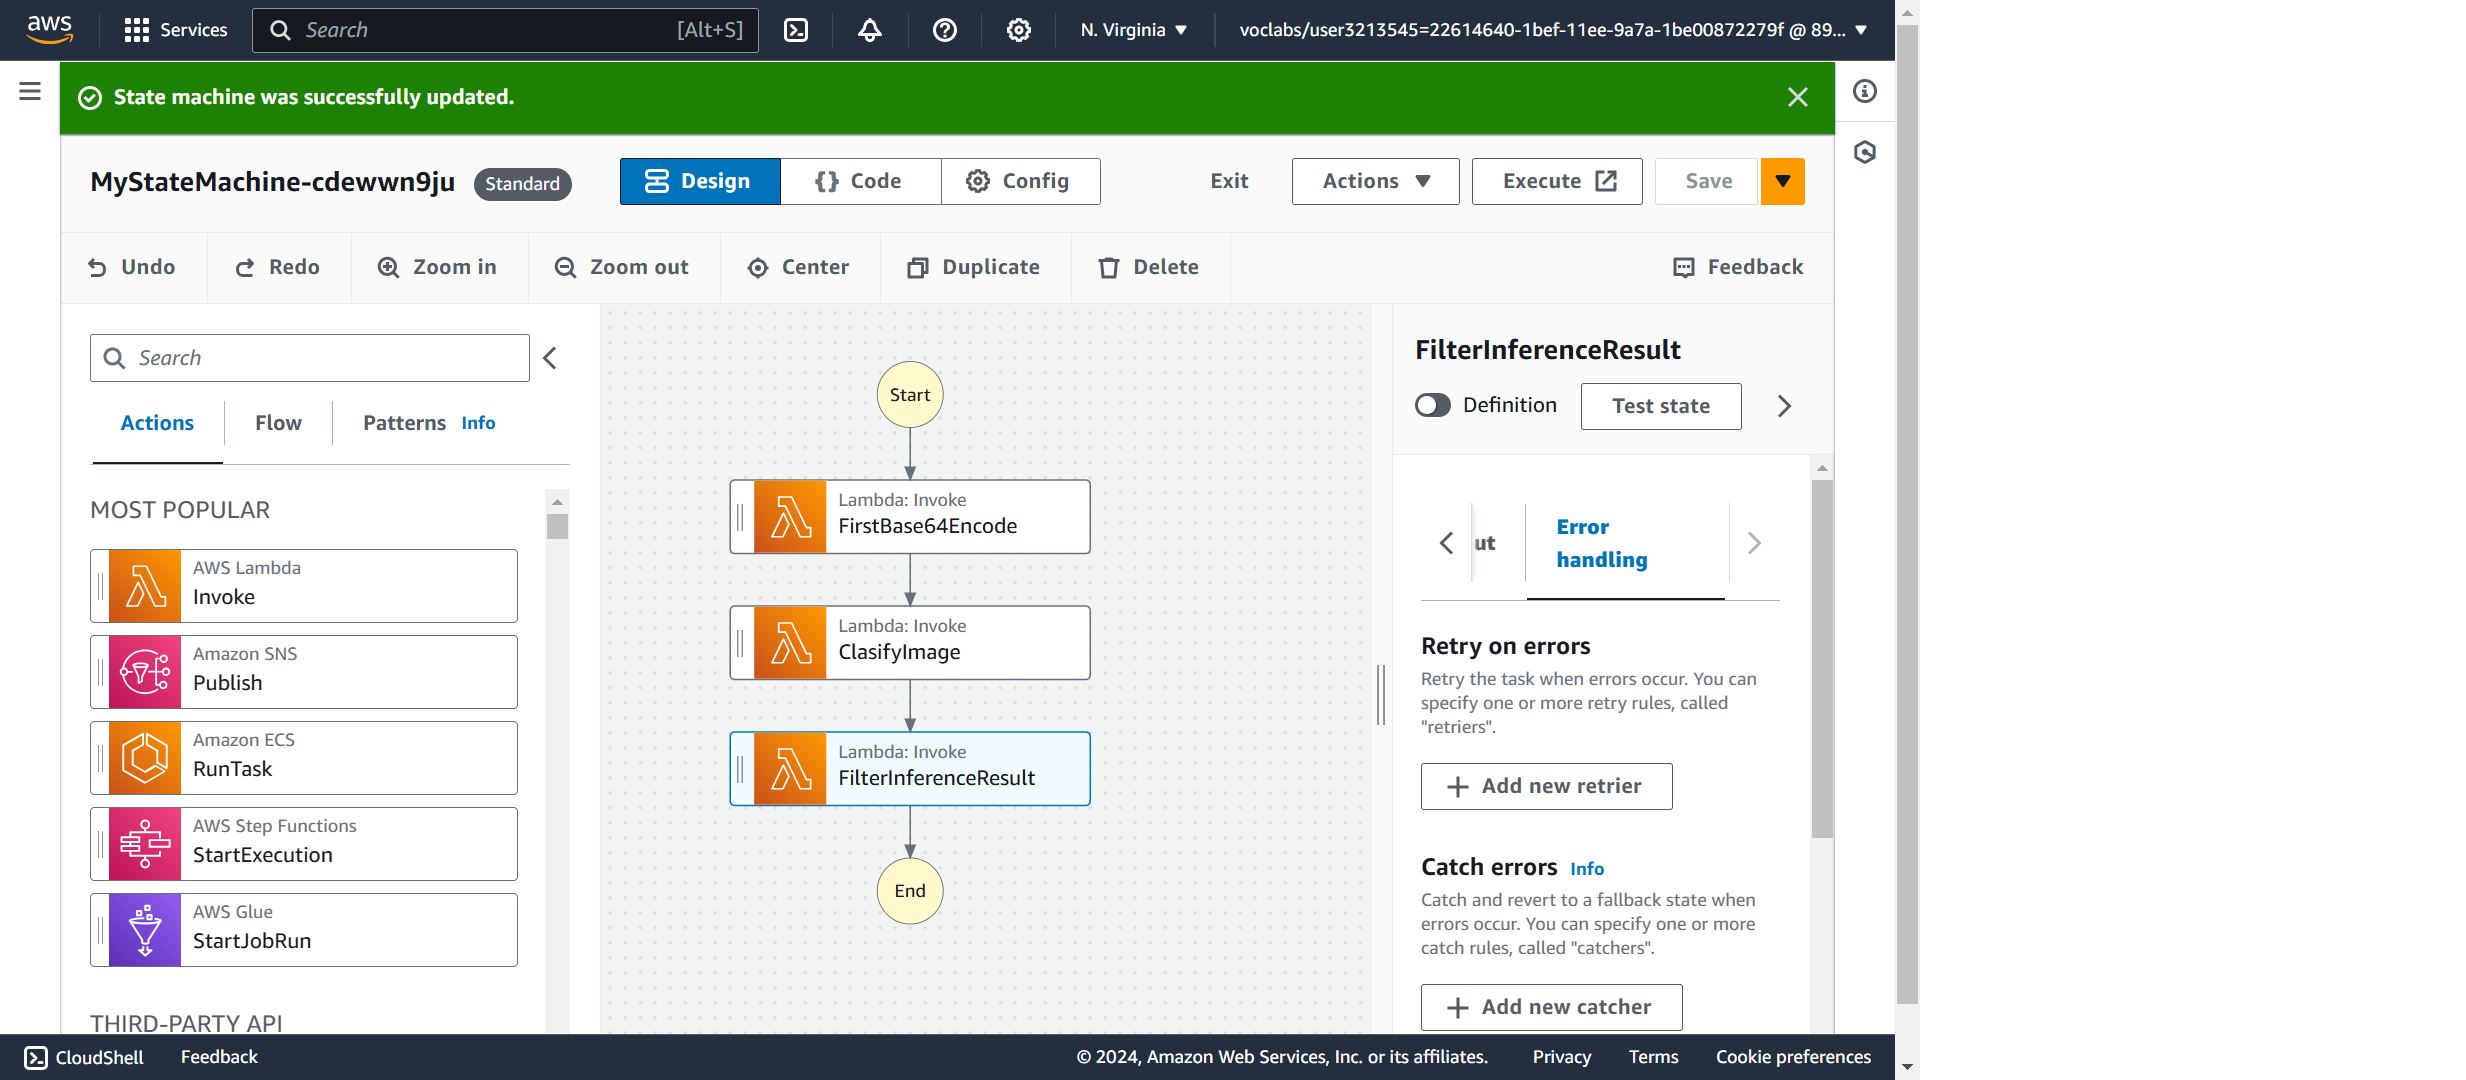 aws
Services
Search
[Alt+S]
N. Virginia
voclabs/user3213545=22614640-1bef-11ee-9a7a-1be00872279f @ 89...
State machine was successfully updated.
MyStateMachine-cdewwn9ju
Standard
Design
{} Code
Config
Exit
Actions
Execute
Save
Undo
Redo
Zoom in
Zoom out
Center
Duplicate
Delete
Feedback
Search
Actions
Flow
Patterns
Info
MOST POPULAR
AWS Lambda
Invoke
Amazon SNS
Publish
Amazon ECS
RunTask
AWS Step Functions
StartExecution
AWS Glue
StartJobRun
THIRD-PARTY API
Start
Lambda: Invoke
FirstBase64Encode
Lambda: Invoke
ClasifyImage
Lambda: Invoke
FilterInferenceResult
End
FilterInferenceResult
Definition
Test state
ut
Error
handling
Retry on errors
Retry the task when errors occur. You can
specify one or more retry rules, called
"retriers".
Add new retrier
Catch errors
Info
Catch and revert to a fallback state when
errors occur. You can specify one or more
catch rules, called "catchers".
Add new catcher
CloudShell
Feedback
© 2024, Amazon Web Services, Inc. or its affiliates.
Privacy
Terms
Cookie preferences